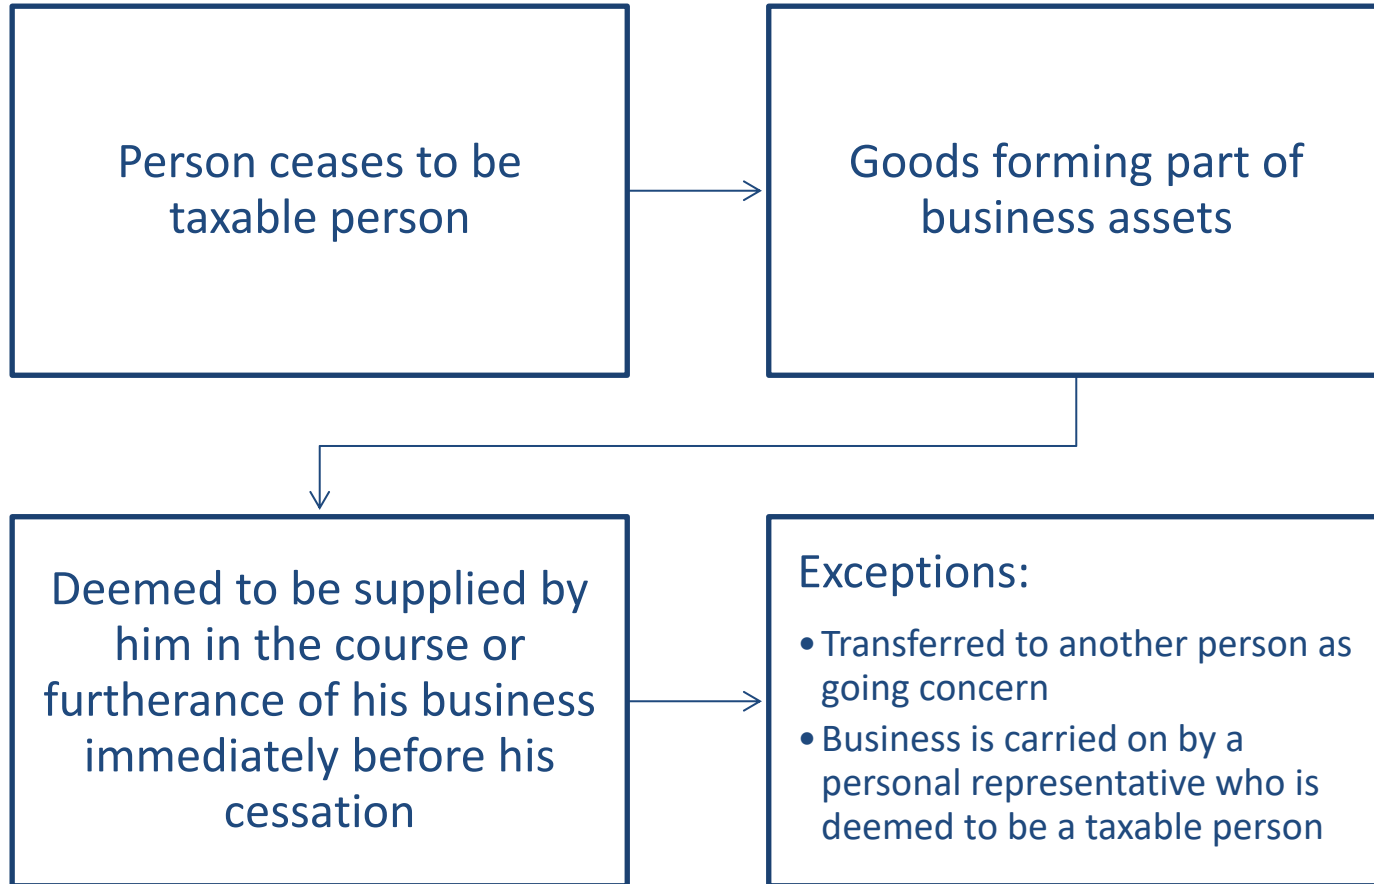 Person ceases to be
taxable person
Goods forming part of
business assets
Deemed to be supplied by
him in the course or
furtherance of his business
immediately before his
cessation
Exceptions:
• Transferred to another person as
going concern
• Business is carried on by a
personal representative who is
deemed to be a taxable person